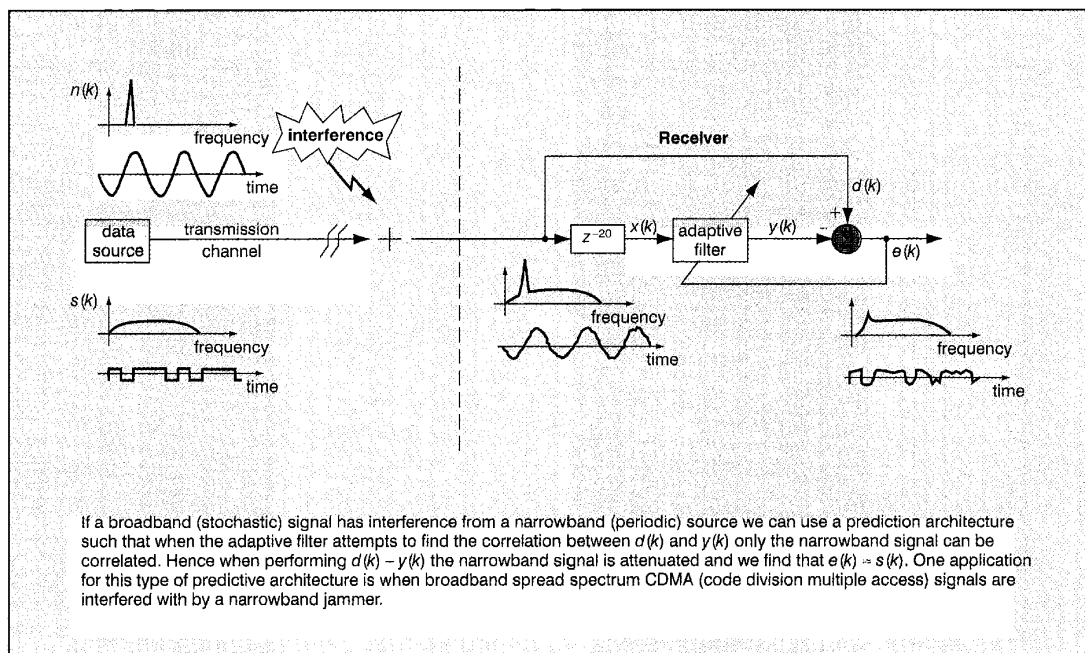 n(k)
frequency
interference
time
data
source
transmission
channel
s(k)
frequency
time
Receiver
d(k)
+
z⁻²⁰
x(k)
adaptive
filter
y(k)
−
e(k)
frequency
time
frequency
time
If a broadband (stochastic) signal has interference from a narrowband (periodic) source we can use a prediction architecture
such that when the adaptive filter attempts to find the correlation between d(k) and y(k) only the narrowband signal can be
correlated. Hence when performing d(k) – y(k) the narrowband signal is attenuated and we find that e(k) ≈ s(k). One application
for this type of predictive architecture is when broadband spread spectrum CDMA (code division multiple access) signals are
interfered with by a narrowband jammer.